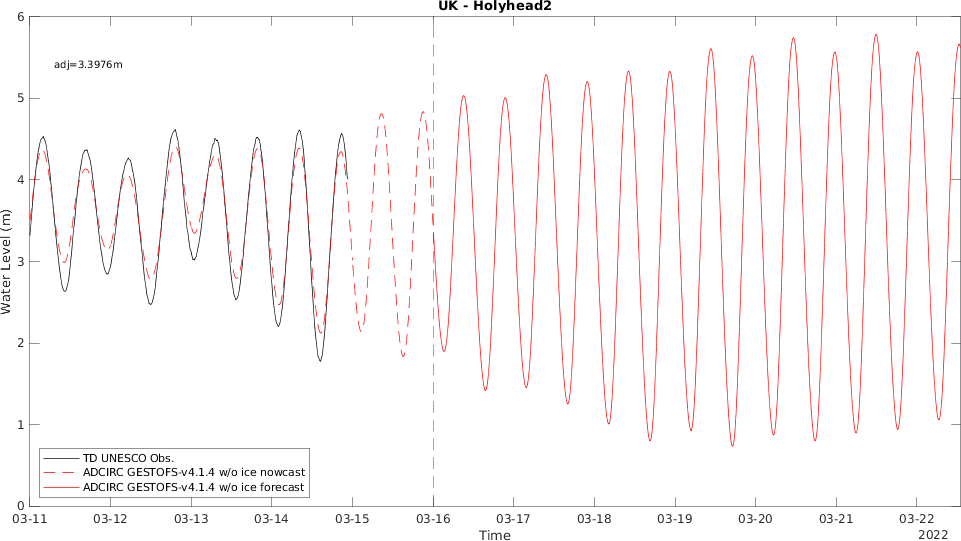 UK - Holyhead2
adj=3.3976m
Water Level (m)
6
5
4
3
2
1
0
TD UNESCO Obs.
ADCIRC GESTOFS-v4.1.4 w/o ice nowcast
ADCIRC GESTOFS-v4.1.4 w/o ice forecast
03-11 03-12 03-13 03-14 03-15 03-16 03-17 03-18 03-19 03-20 03-21 03-22
Time
2022